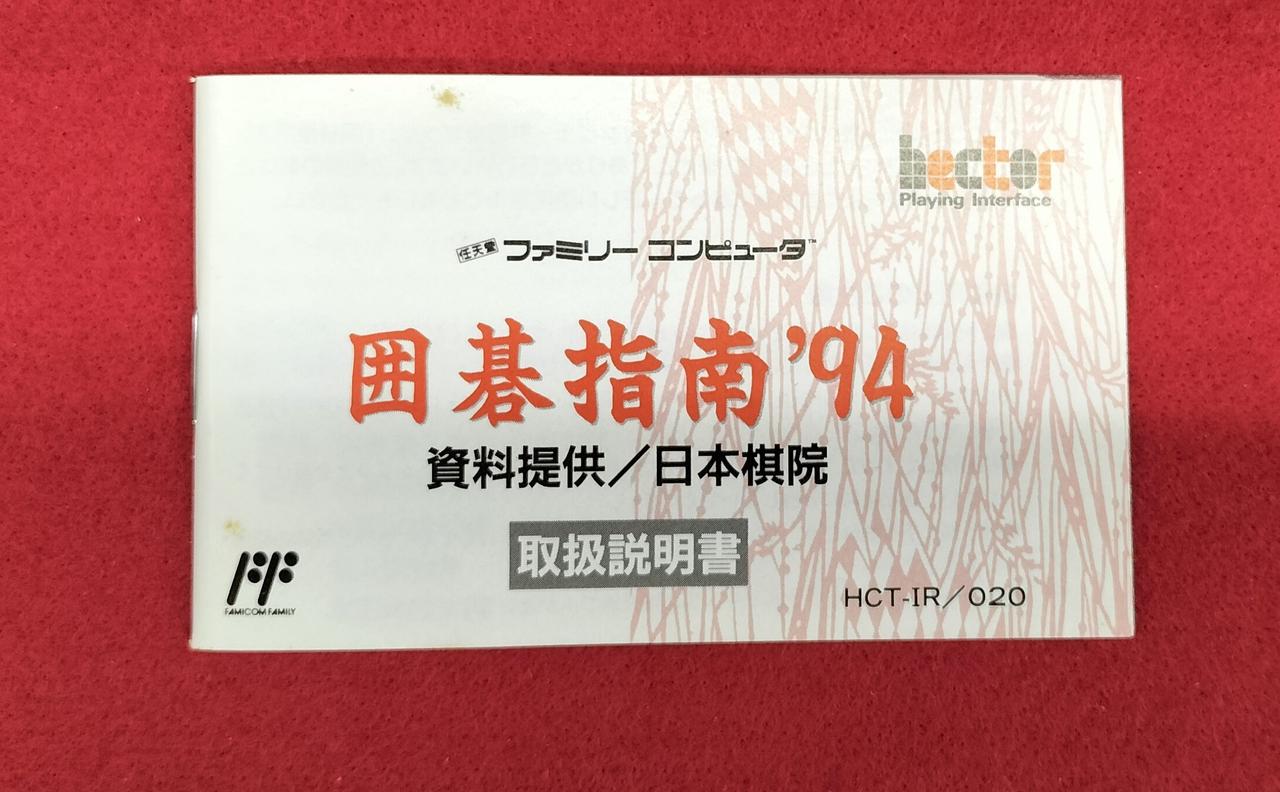 hector
Playing Interface
任天堂 ファミリー コンピュータ™
囲碁指南'94
資料提供／日本棋院
取扱説明書
FAMICOM FAMILY
HCT-IR／020